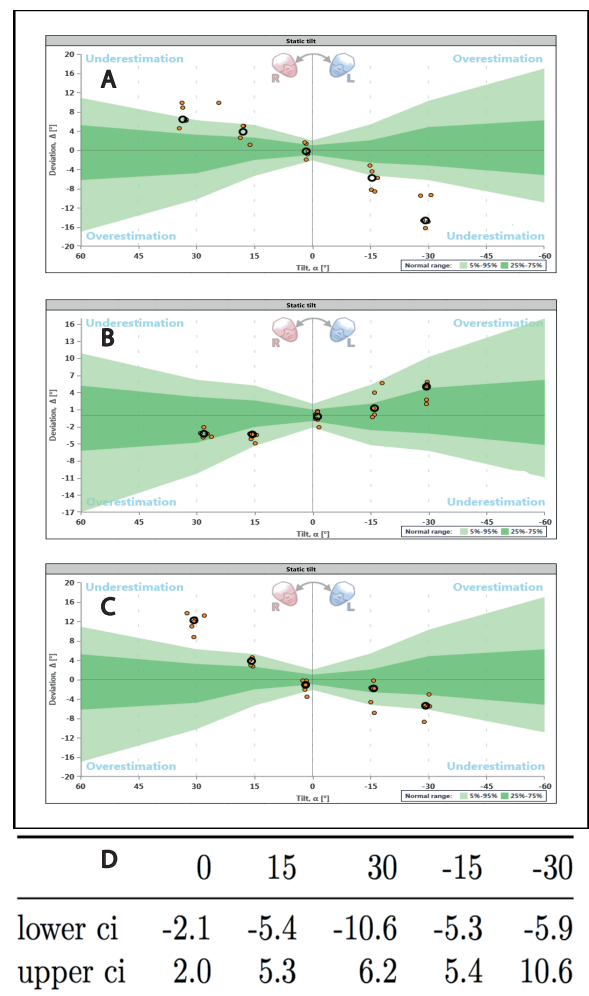 Static tilt
Underestimation Overestimation
A
R L
Deviation, Δ [°]
20
16
12
8
4
0
-4
-8
-12
-16
-20
Overestimation Underestimation
Normal range: 5%-95% 25%-75%
60 45 30 15 0 -15 -30 -45 -60
Tilt, α [°]
Static tilt
Underestimation Overestimation
B
R L
Deviation, Δ [°]
16
13
10
7
4
1
-2
-5
-8
-11
-14
-17
Overestimation Underestimation
Normal range: 5%-95% 25%-75%
60 45 30 15 0 -15 -30 -45 -60
Tilt, α [°]
Static tilt
Underestimation Overestimation
C
R L
Deviation, Δ [°]
20
16
12
8
4
0
-4
-8
-12
-16
-20
Overestimation Underestimation
Normal range: 5%-95% 25%-75%
60 45 30 15 0 -15 -30 -45 -60
Tilt, α [°]
D 0 15 30 -15 -30
lower ci -2.1 -5.4 -10.6 -5.3 -5.9
upper ci 2.0 5.3 6.2 5.4 10.6